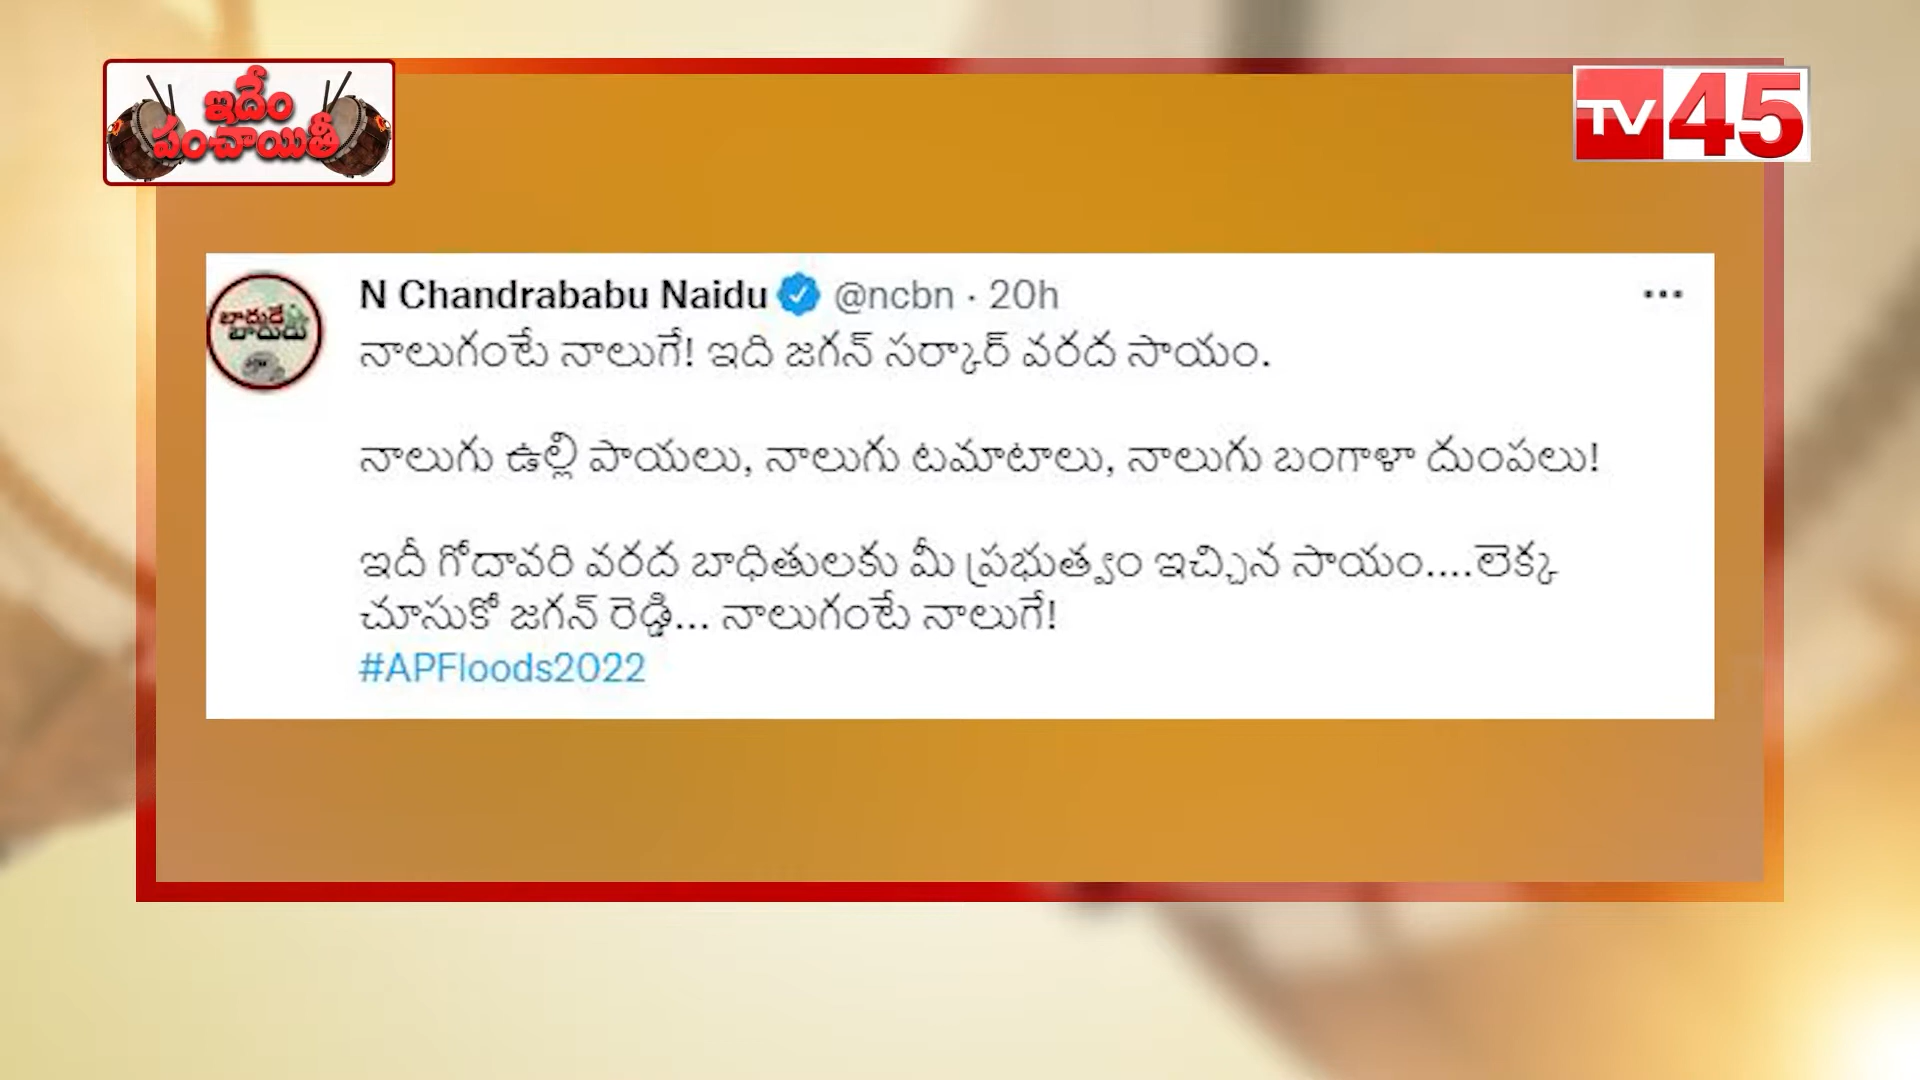 ఇదేం
పంచాయితీ
TV45
బాదుడే
బాదుడు
N Chandrababu Naidu @ncbn · 20h
నాలుగంటే నాలుగే! ఇది జగన్ సర్కార్ వరద సాయం.
నాలుగు ఉల్లి పాయలు, నాలుగు టమాటాలు, నాలుగు బంగాళా దుంపలు!
ఇదీ గోదావరి వరద బాధితులకు మీ ప్రభుత్వం ఇచ్చిన సాయం....లెక్క
చూసుకో జగన్ రెడ్డి... నాలుగంటే నాలుగే!
#APFloods2022